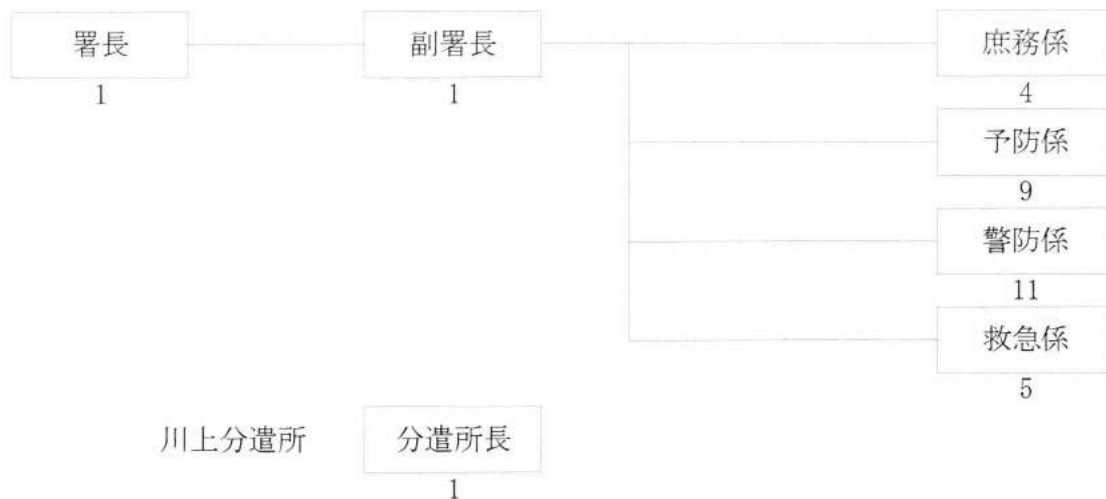 署長 副署長 庶務係
1 1 4
予防係
9
警防係
11
救急係
5
川上分遣所 分遣所長
1